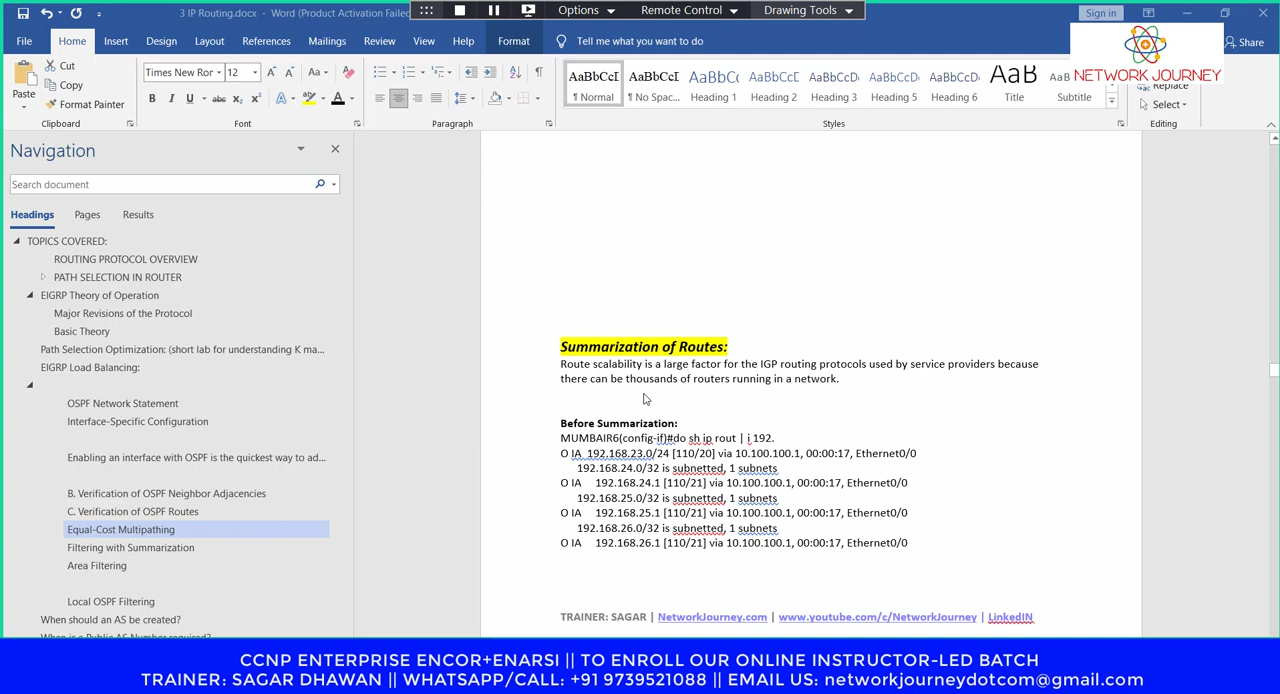 3 IP Routing.docx - Word (Product Activation Failed
Options
Remote Control
Drawing Tools
Sign in
File
Home
Insert
Design
Layout
References
Mailings
Review
View
Help
Format
Tell me what you want to do
Share
NETWORK JOURNEY
Paste
Cut
Copy
Format Painter
Clipboard
Times New Ror
12
Aa
B I U abc X₂ X²
Font
Paragraph
AaBbCcI
¶ Normal
AaBbCcI
¶ No Spac...
AaBbC(
Heading 1
AaBbCcI
Heading 2
AaBbCcI
Heading 3
AaBbCcI
Heading 5
AaBbCcI
Heading 6
AaB
Title
AaB
Subtitle
Styles
Replace
Select
Editing
Navigation
Search document
Headings
Pages
Results
TOPICS COVERED:
ROUTING PROTOCOL OVERVIEW
PATH SELECTION IN ROUTER
EIGRP Theory of Operation
Major Revisions of the Protocol
Basic Theory
Path Selection Optimization: (short lab for understanding K ma...
EIGRP Load Balancing:
OSPF Network Statement
Interface-Specific Configuration
Enabling an interface with OSPF is the quickest way to ad...
B. Verification of OSPF Neighbor Adjacencies
C. Verification of OSPF Routes
Equal-Cost Multipathing
Filtering with Summarization
Area Filtering
Local OSPF Filtering
When should an AS be created?
When is a Public AS Number required?
Summarization of Routes:
Route scalability is a large factor for the IGP routing protocols used by service providers because
there can be thousands of routers running in a network.
Before Summarization:
MUMBAIR6(config-if)#do sh ip rout | i 192.
O IA 192.168.23.0/24 [110/20] via 10.100.100.1, 00:00:17, Ethernet0/0
192.168.24.0/32 is subnetted, 1 subnets
O IA 192.168.24.1 [110/21] via 10.100.100.1, 00:00:17, Ethernet0/0
192.168.25.0/32 is subnetted, 1 subnets
O IA 192.168.25.1 [110/21] via 10.100.100.1, 00:00:17, Ethernet0/0
192.168.26.0/32 is subnetted, 1 subnets
O IA 192.168.26.1 [110/21] via 10.100.100.1, 00:00:17, Ethernet0/0
TRAINER: SAGAR | NetworkJourney.com | www.youtube.com/c/NetworkJourney | LinkedIN
CCNP ENTERPRISE ENCOR+ENARSI || TO ENROLL OUR ONLINE INSTRUCTOR-LED BATCH
TRAINER: SAGAR DHAWAN || WHATSAPP/CALL: +91 9739521088 || EMAIL US: networkjourneydotcom@gmail.com